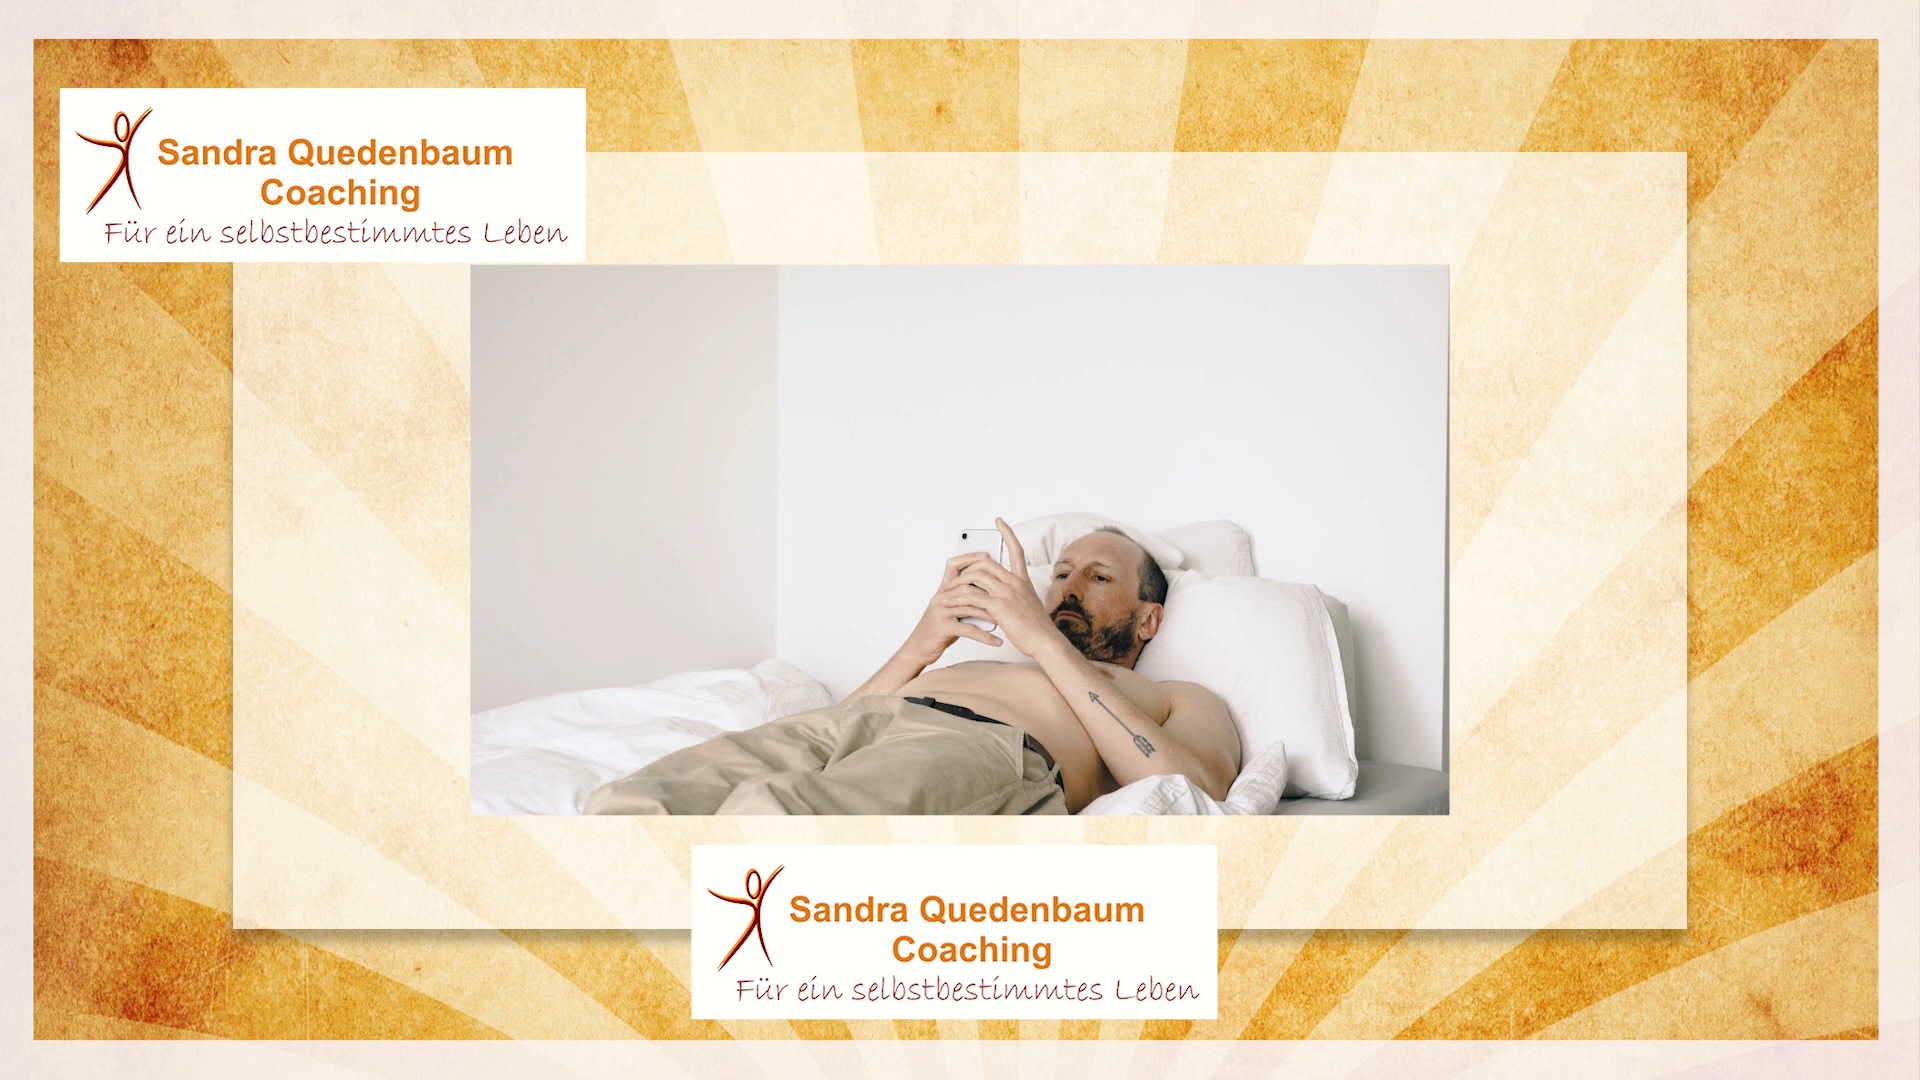 Sandra Quedenbaum
Coaching
Für ein selbstbestimmtes Leben
Sandra Quedenbaum
Coaching
Für ein selbstbestimmtes Leben